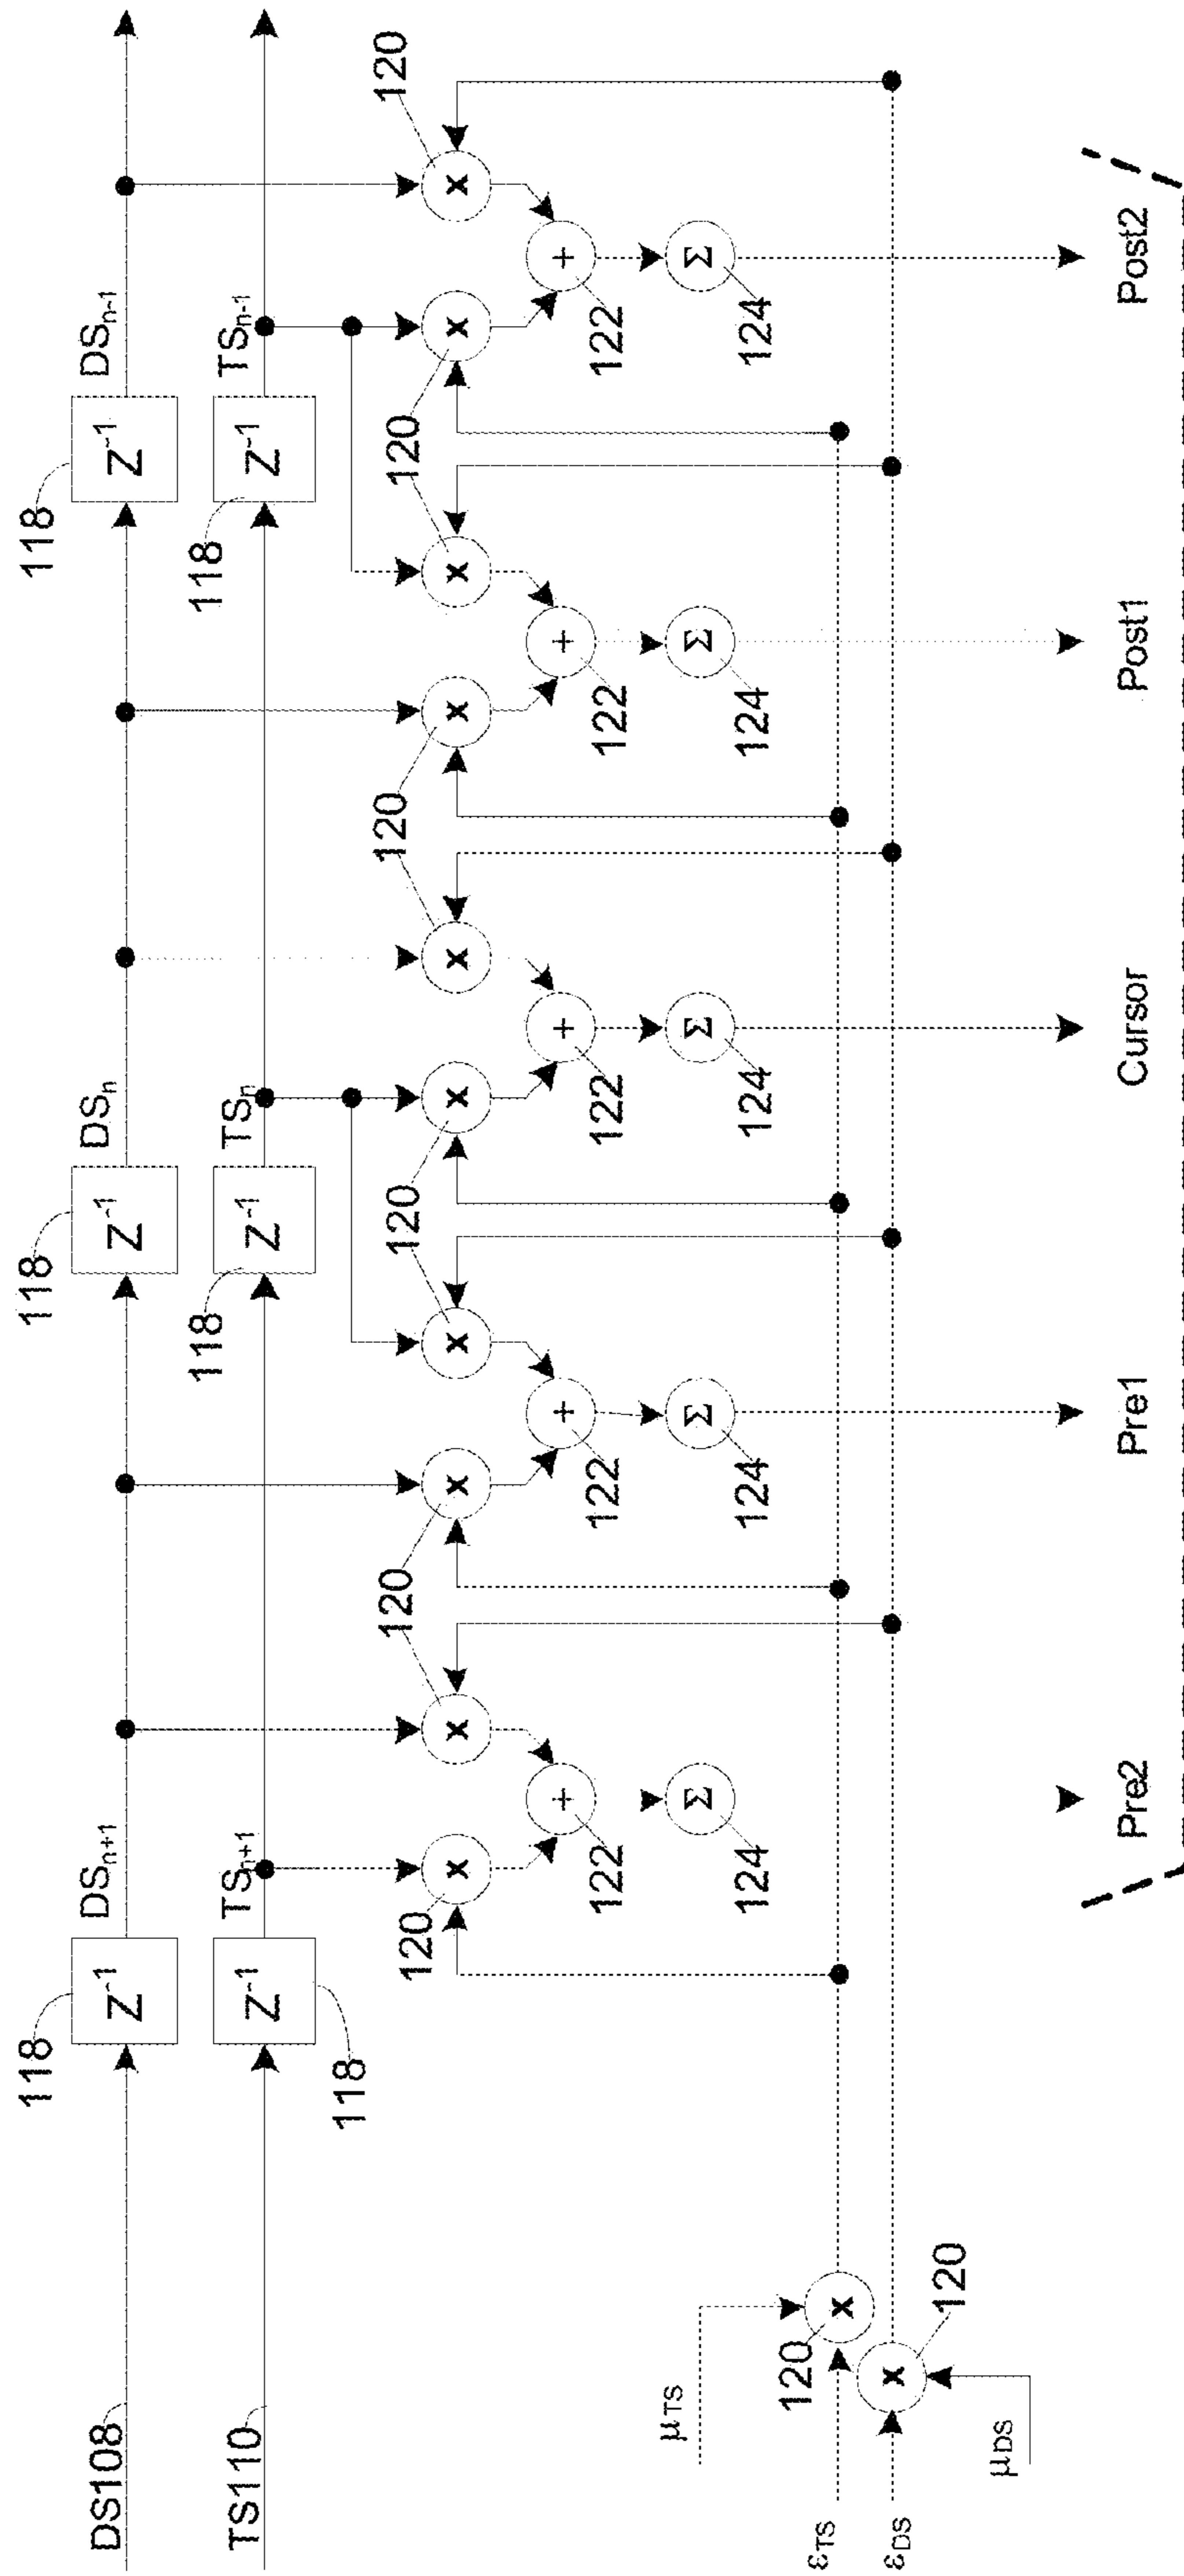 118 118 118
Z⁻¹ Z⁻¹ Z⁻¹
DS108 DSₙ₊₁ DSₙ DSₙ₋₁
118 118
TS110 TSₙ₊₁ TSₙ TSₙ₋₁
Z⁻¹ Z⁻¹ Z⁻¹
118
120 120 120 120 120 120
x x x x x x x x x x
+ + + + +
122 122 122 122 122
Σ Σ Σ Σ Σ
124 124 124 124 124
μTS
120
εTS x
εDS x
120
μDS
Pre2 Pre1 Cursor Post1 Post2